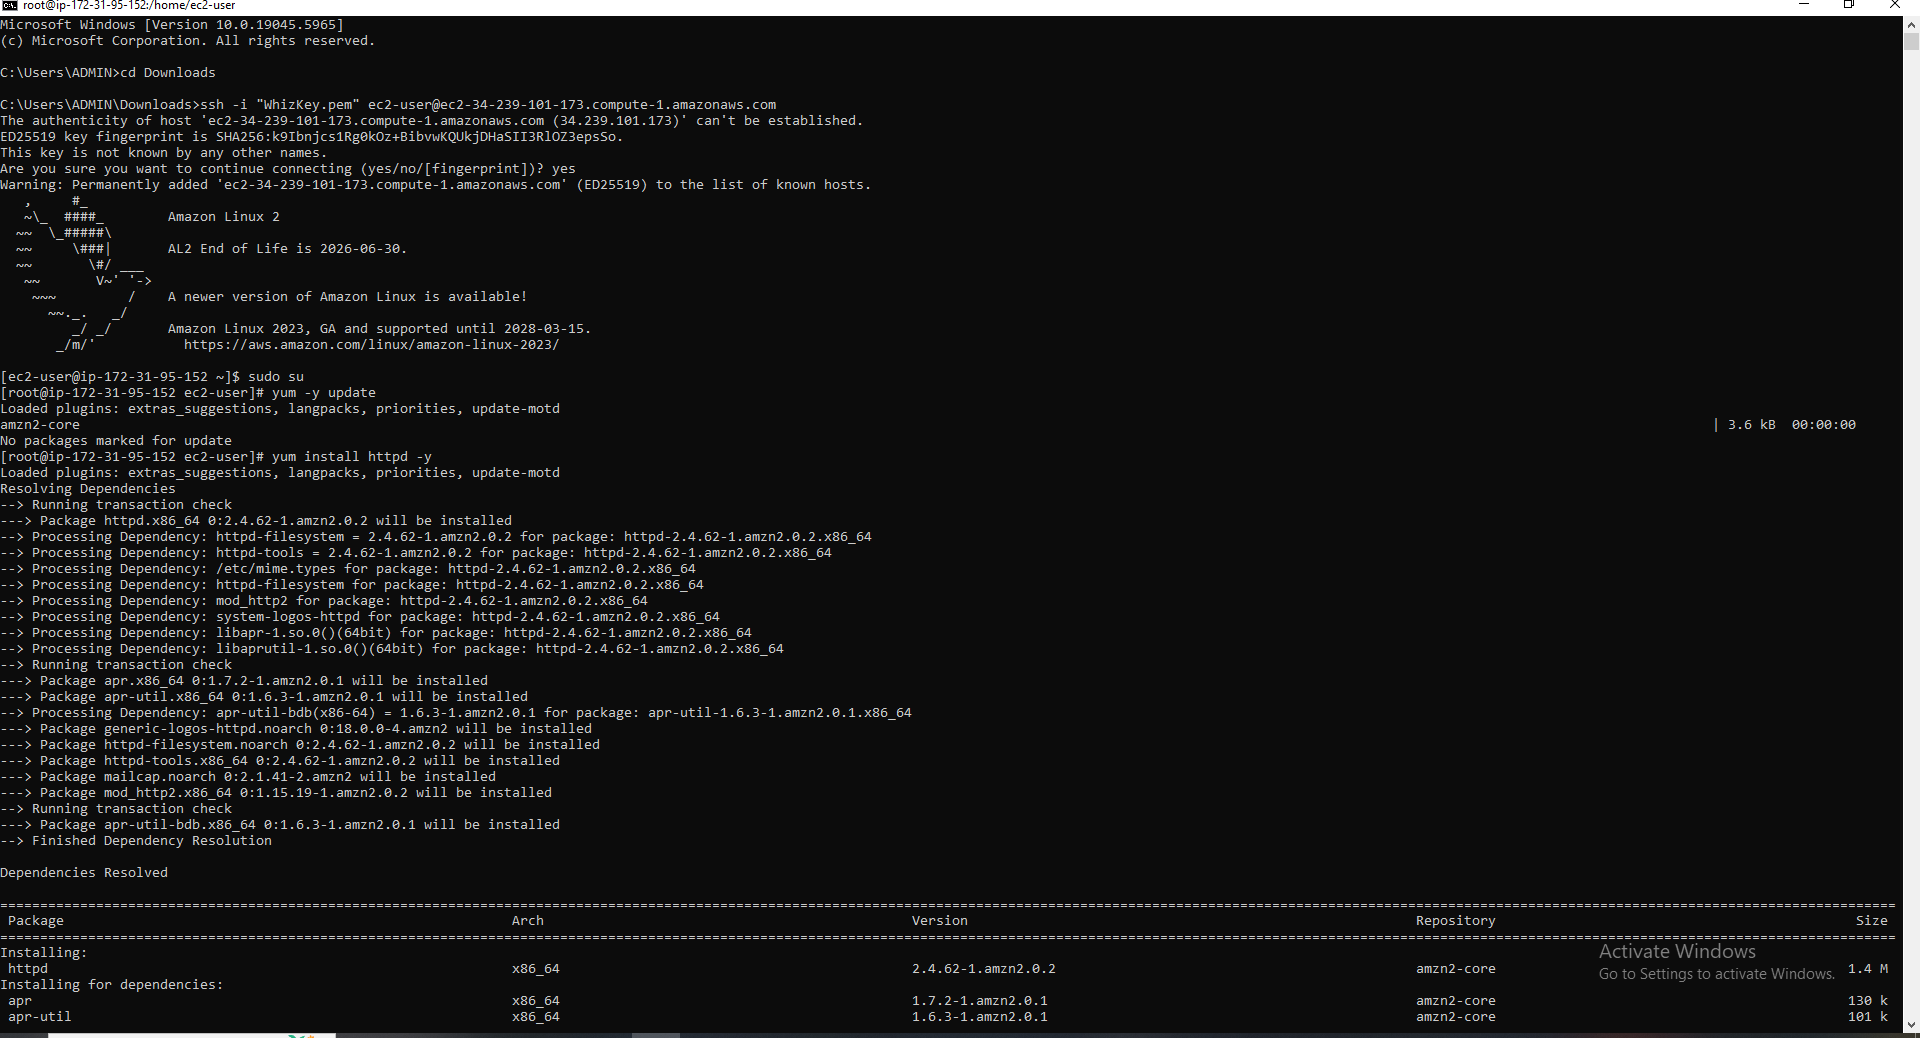 root@ip-172-31-95-152:/home/ec2-user
Microsoft Windows [Version 10.0.19045.5965]
(c) Microsoft Corporation. All rights reserved.
C:\Users\ADMIN>cd Downloads
C:\Users\ADMIN\Downloads>ssh -i "WhizKey.pem" ec2-user@ec2-34-239-101-173.compute-1.amazonaws.com
The authenticity of host 'ec2-34-239-101-173.compute-1.amazonaws.com (34.239.101.173)' can't be established.
ED25519 key fingerprint is SHA256:k9Ibnjcs1Rg0kOz+BibvwKQUkjDHaSII3RlOZ3epsSo.
This key is not known by any other names.
Are you sure you want to continue connecting (yes/no/[fingerprint])? yes
Warning: Permanently added 'ec2-34-239-101-173.compute-1.amazonaws.com' (ED25519) to the list of known hosts.
   ,     #_
   ~\_  ####_        Amazon Linux 2
  ~~  \_#####\
  ~~     \###|       AL2 End of Life is 2026-06-30.
  ~~       \#/ ___
   ~~       V~' '->
    ~~~         /    A newer version of Amazon Linux is available!
      ~~._.   _/
         _/ _/       Amazon Linux 2023, GA and supported until 2028-03-15.
       _/m/'           https://aws.amazon.com/linux/amazon-linux-2023/
[ec2-user@ip-172-31-95-152 ~]$ sudo su
[root@ip-172-31-95-152 ec2-user]# yum -y update
Loaded plugins: extras_suggestions, langpacks, priorities, update-motd
amzn2-core | 3.6 kB  00:00:00
No packages marked for update
[root@ip-172-31-95-152 ec2-user]# yum install httpd -y
Loaded plugins: extras_suggestions, langpacks, priorities, update-motd
Resolving Dependencies
--> Running transaction check
---> Package httpd.x86_64 0:2.4.62-1.amzn2.0.2 will be installed
--> Processing Dependency: httpd-filesystem = 2.4.62-1.amzn2.0.2 for package: httpd-2.4.62-1.amzn2.0.2.x86_64
--> Processing Dependency: httpd-tools = 2.4.62-1.amzn2.0.2 for package: httpd-2.4.62-1.amzn2.0.2.x86_64
--> Processing Dependency: /etc/mime.types for package: httpd-2.4.62-1.amzn2.0.2.x86_64
--> Processing Dependency: httpd-filesystem for package: httpd-2.4.62-1.amzn2.0.2.x86_64
--> Processing Dependency: mod_http2 for package: httpd-2.4.62-1.amzn2.0.2.x86_64
--> Processing Dependency: system-logos-httpd for package: httpd-2.4.62-1.amzn2.0.2.x86_64
--> Processing Dependency: libapr-1.so.0()(64bit) for package: httpd-2.4.62-1.amzn2.0.2.x86_64
--> Processing Dependency: libaprutil-1.so.0()(64bit) for package: httpd-2.4.62-1.amzn2.0.2.x86_64
--> Running transaction check
---> Package apr.x86_64 0:1.7.2-1.amzn2.0.1 will be installed
---> Package apr-util.x86_64 0:1.6.3-1.amzn2.0.1 will be installed
--> Processing Dependency: apr-util-bdb(x86-64) = 1.6.3-1.amzn2.0.1 for package: apr-util-1.6.3-1.amzn2.0.1.x86_64
---> Package generic-logos-httpd.noarch 0:18.0.0-4.amzn2 will be installed
---> Package httpd-filesystem.noarch 0:2.4.62-1.amzn2.0.2 will be installed
---> Package httpd-tools.x86_64 0:2.4.62-1.amzn2.0.2 will be installed
---> Package mailcap.noarch 0:2.1.41-2.amzn2 will be installed
---> Package mod_http2.x86_64 0:1.15.19-1.amzn2.0.2 will be installed
--> Running transaction check
---> Package apr-util-bdb.x86_64 0:1.6.3-1.amzn2.0.1 will be installed
--> Finished Dependency Resolution
Dependencies Resolved
Package Arch Version Repository Size
Installing:
httpd x86_64 2.4.62-1.amzn2.0.2 amzn2-core 1.4 M
Installing for dependencies:
apr x86_64 1.7.2-1.amzn2.0.1 amzn2-core 130 k
apr-util x86_64 1.6.3-1.amzn2.0.1 amzn2-core 101 k
Activate Windows
Go to Settings to activate Windows.